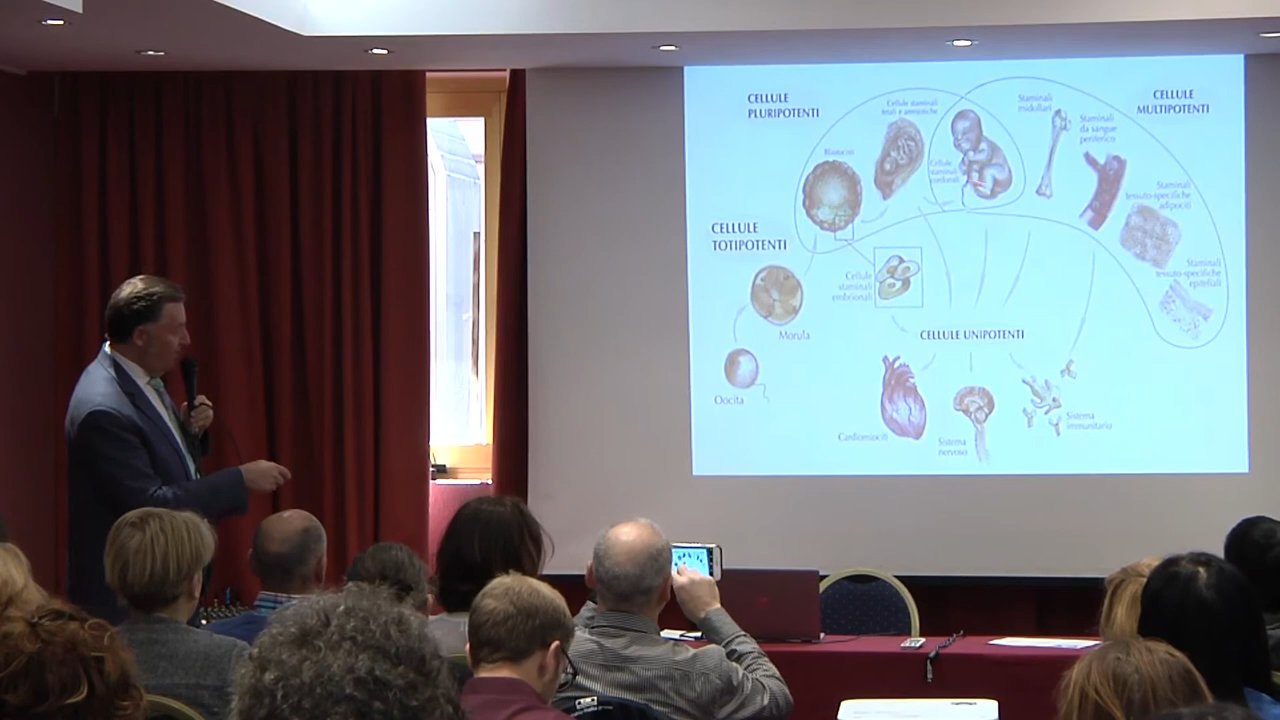 CELLULE
PLURIPOTENTI
Cellule staminali
fetali e amniotiche
Staminali
midullari
CELLULE
MULTIPOTENTI
Staminali
da sangue
periferico
Cellule
staminali
cordonali
Staminali
tessuto-specifiche
adipociti
CELLULE
TOTIPOTENTI
Staminali
tessuto-specifiche
epiteliali
Cellule
staminali
embrionali
Morula
CELLULE UNIPOTENTI
Oocita
Cardiomiociti
Sistema
nervoso
Sistema
immunitario